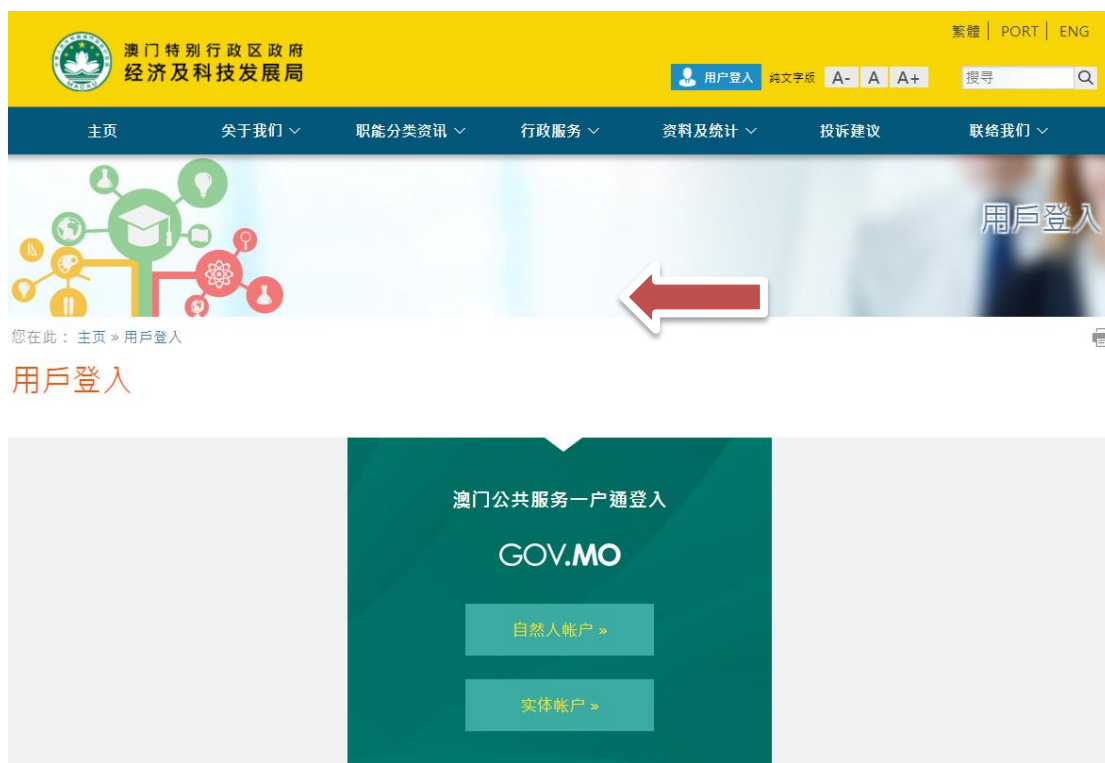 繁體 | PORT | ENG
澳门特别行政区政府
经济及科技发展局
用户登入 纯文字版 A- A A+ 搜寻
主页 关于我们 职能分类资讯 行政服务 资料及统计 投诉建议 联络我们
用戶登入
您在此： 主页 » 用戶登入
用戶登入
澳门公共服务一户通登入
GOV.MO
自然人帐户 »
实体帐户 »